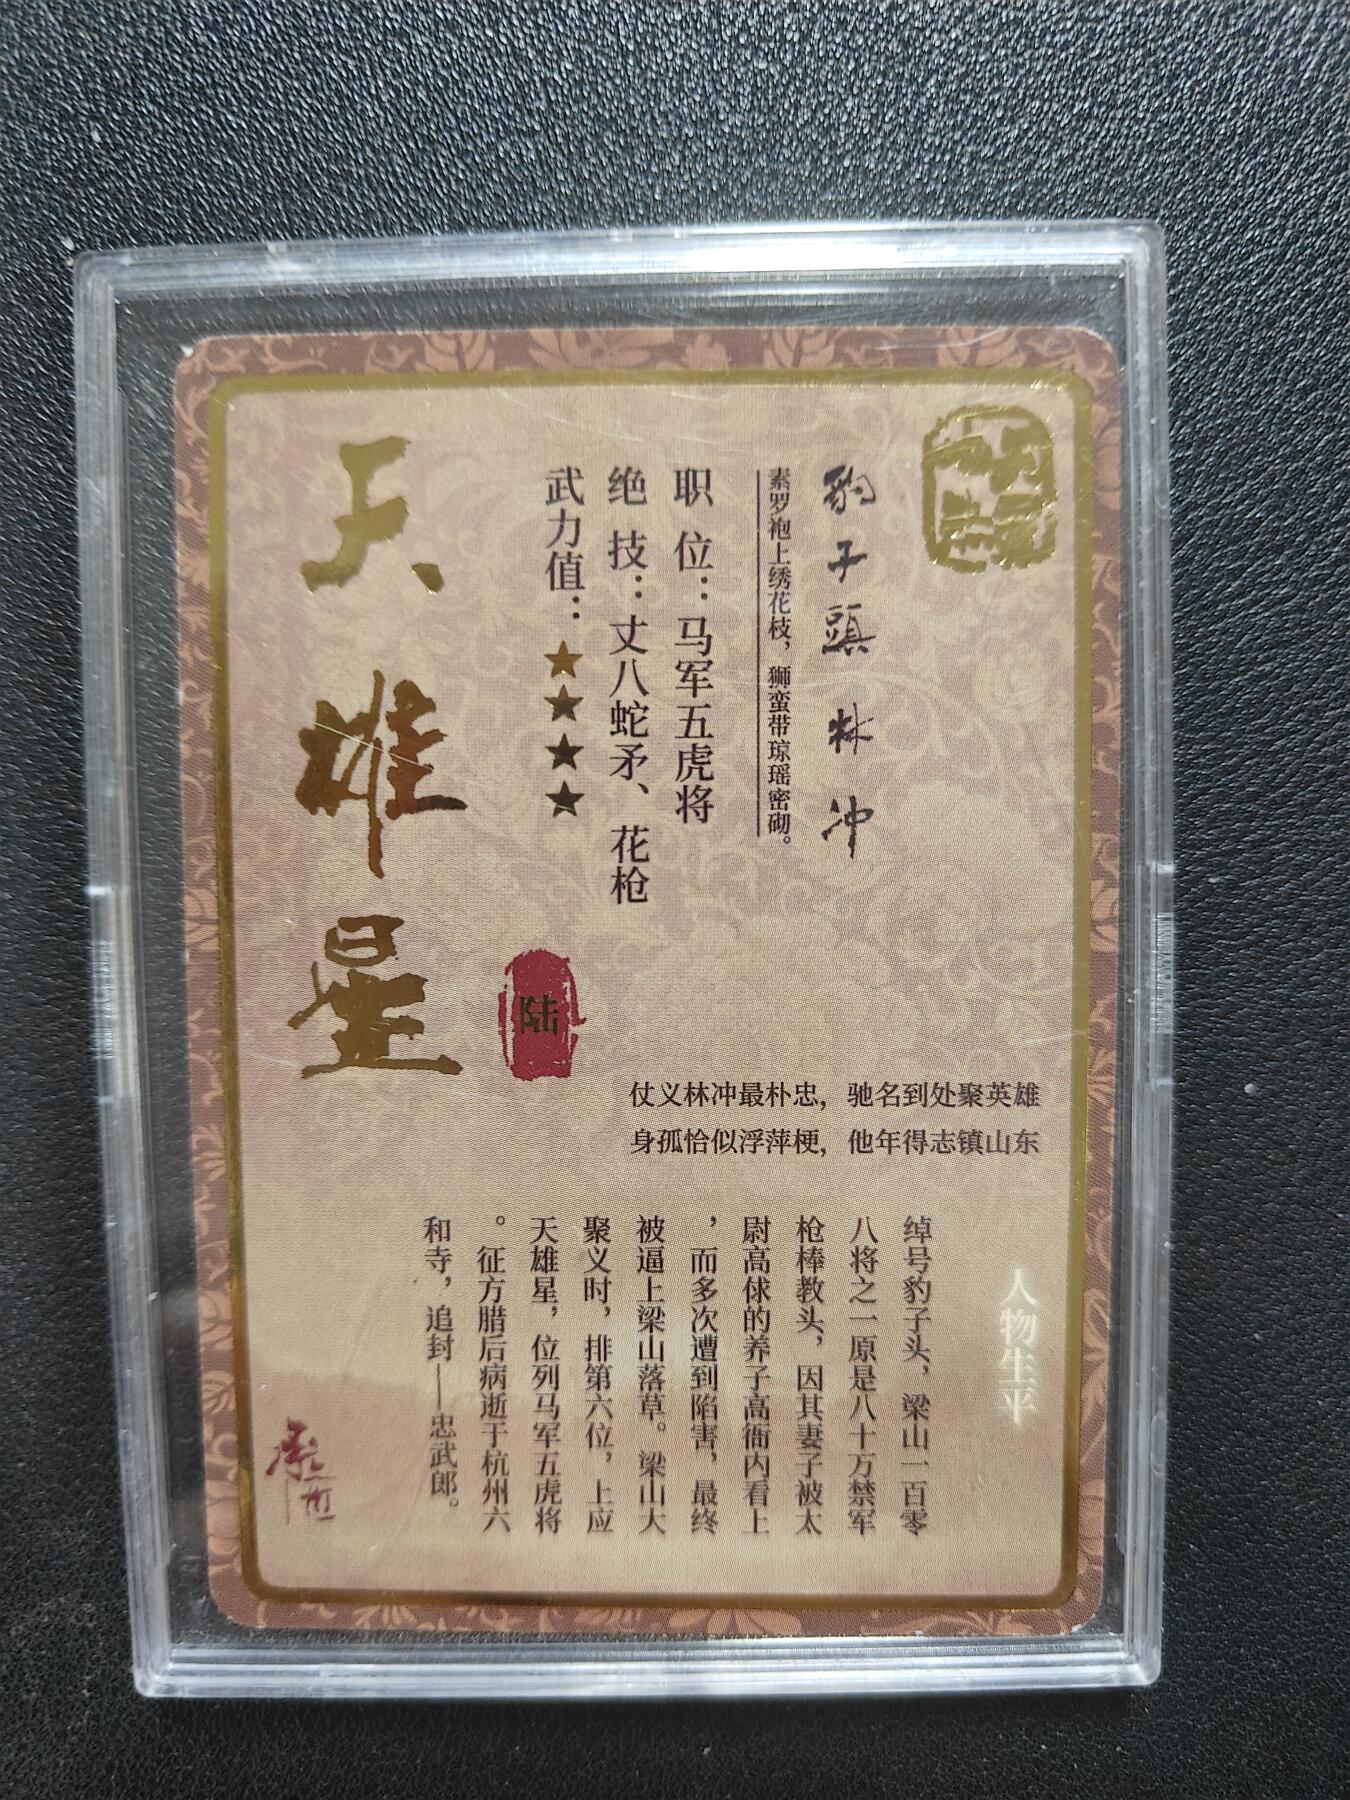 豹子頭林冲
素罗袍上绣花枝，狮蛮带琼瑶密砌。
职位：马军五虎将
绝技：丈八蛇矛、花枪
武力值：★★★★
陆
天雄星
仗义林冲最朴忠，驰名到处聚英雄
身孤恰似浮萍梗，他年得志镇山东
人物生平
绰号豹子头，梁山一百零
八将之一原是八十万禁军
枪棒教头，因其妻子被太
尉高俅的养子高衙内看上
，而多次遭到陷害，最终
被逼上梁山落草。梁山大
聚义时，排第六位，上应
天雄星，位列马军五虎将
。征方腊后病逝于杭州六
和寺，追封——忠武郎。